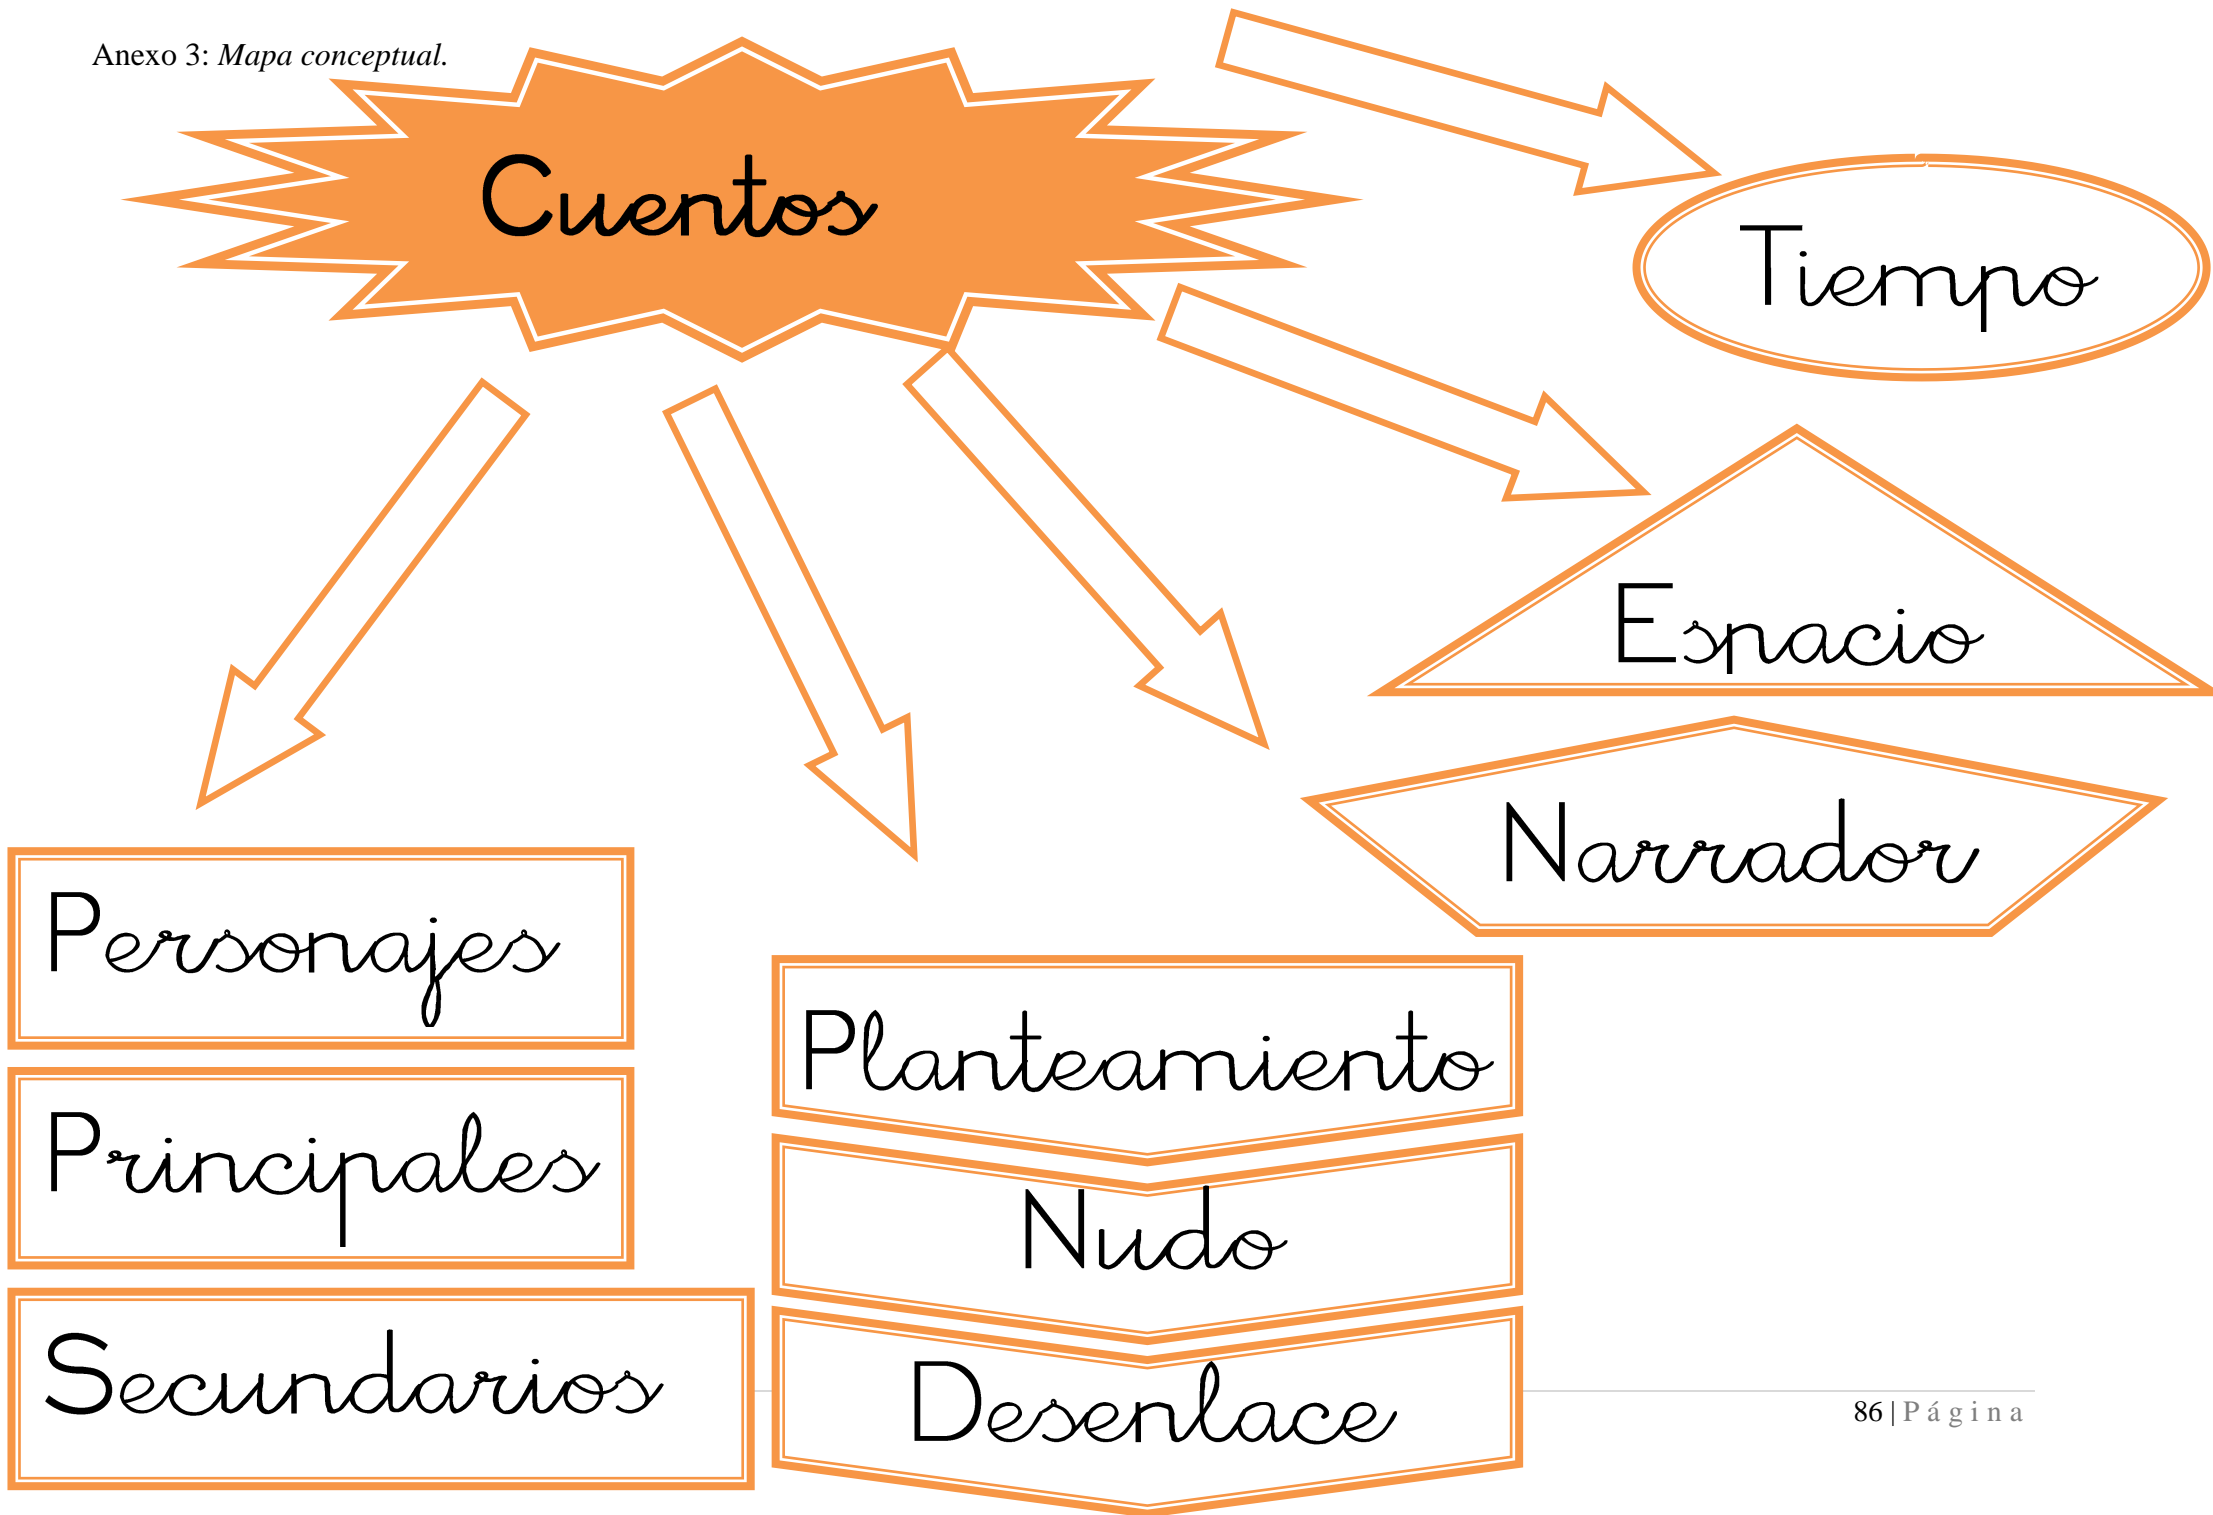 Anexo 3: Mapa conceptual.
Cuentos
Tiempo
Espacio
Narrador
Personajes
Principales
Secundarios
Planteamiento
Nudo
Desenlace
86 | Página